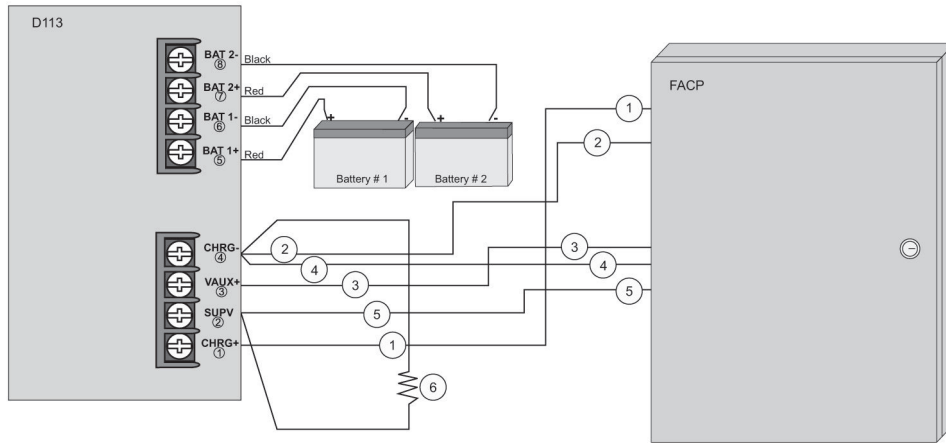 D113
BAT 2-
⑧
Black
BAT 2+
⑦
Red
BAT 1-
⑥
Black
BAT 1+
⑤
Red
+
-
+
-
Battery # 1
Battery # 2
CHRG-
④
VAUX+
③
SUPV
②
CHRG+
①
2
4
3
5
1
6
FACP
1
2
3
4
5